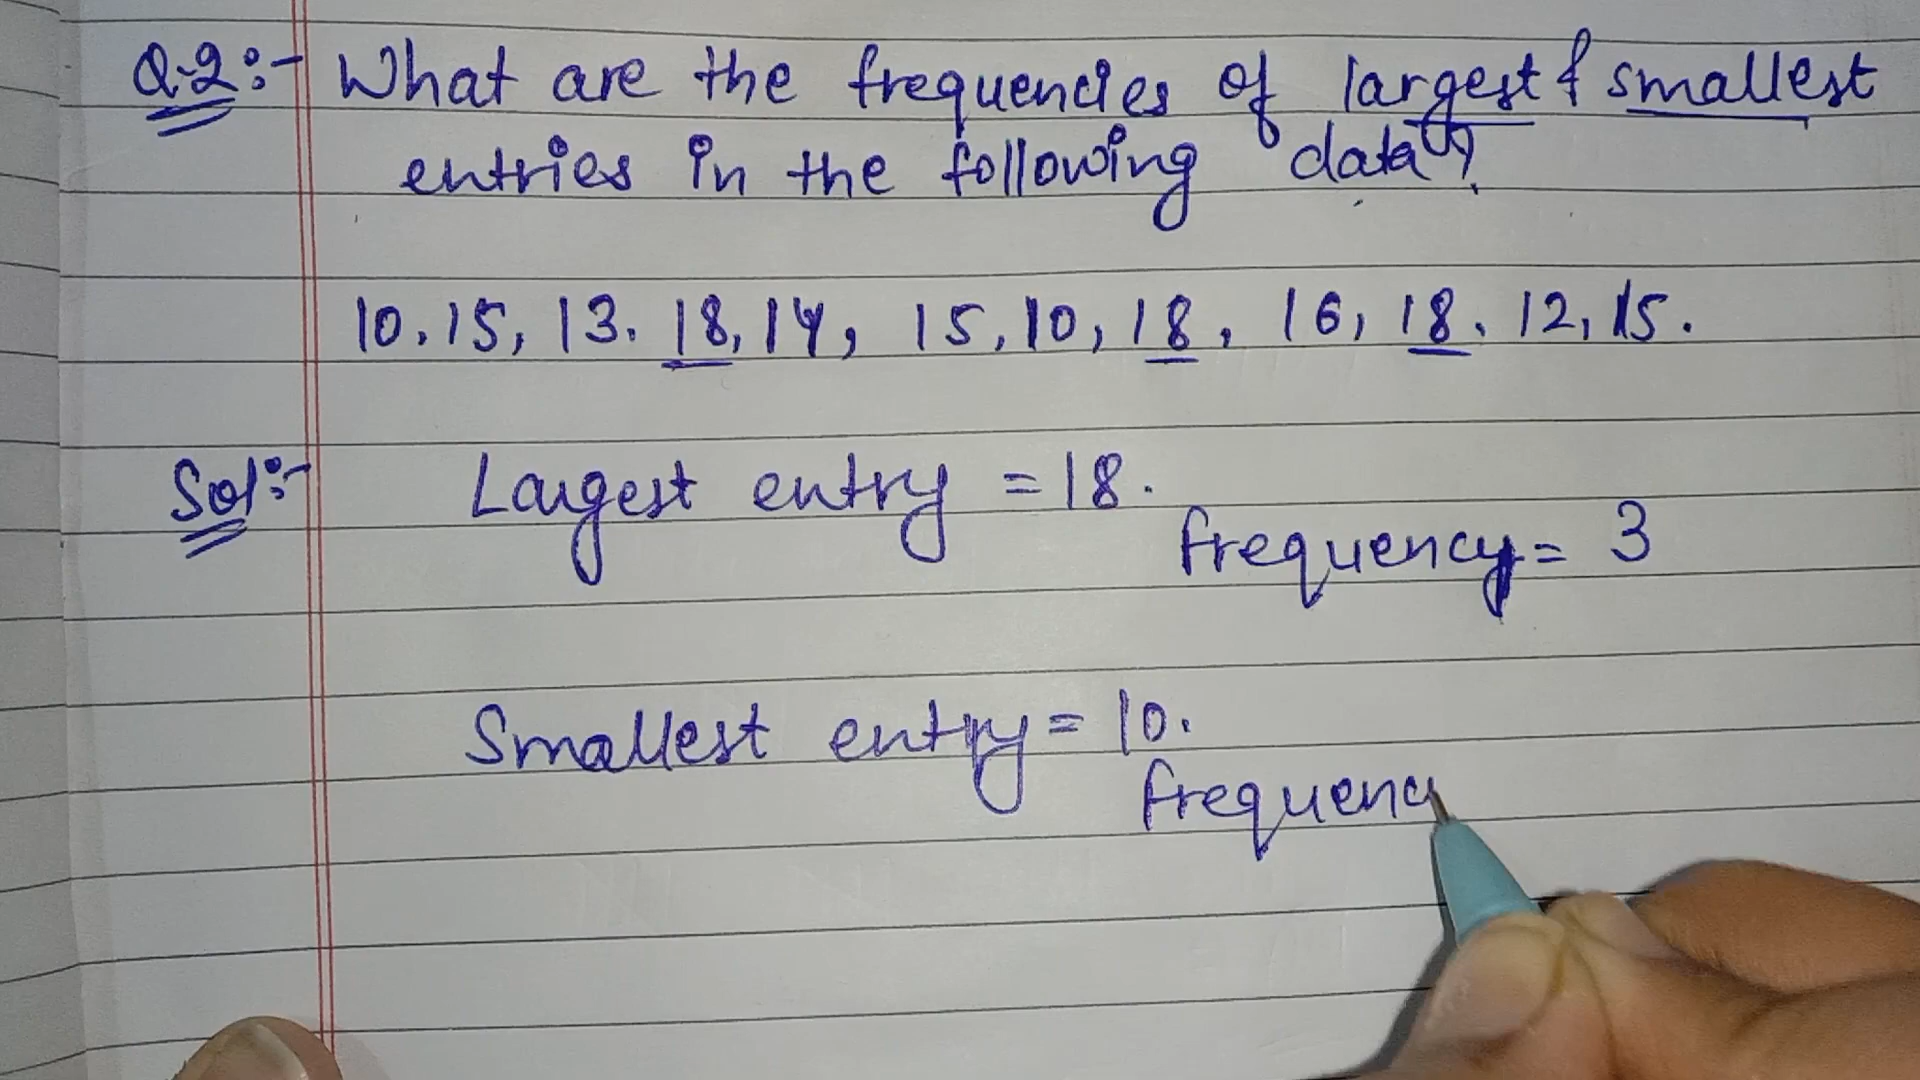 Q.2:- What are the frequencies of largest & smallest
entries in the following data?
10, 15, 13, 18, 14, 15, 10, 18, 16, 18, 12, 15.
Sol:- Largest entry = 18.
frequency = 3
Smallest entry = 10.
frequenc